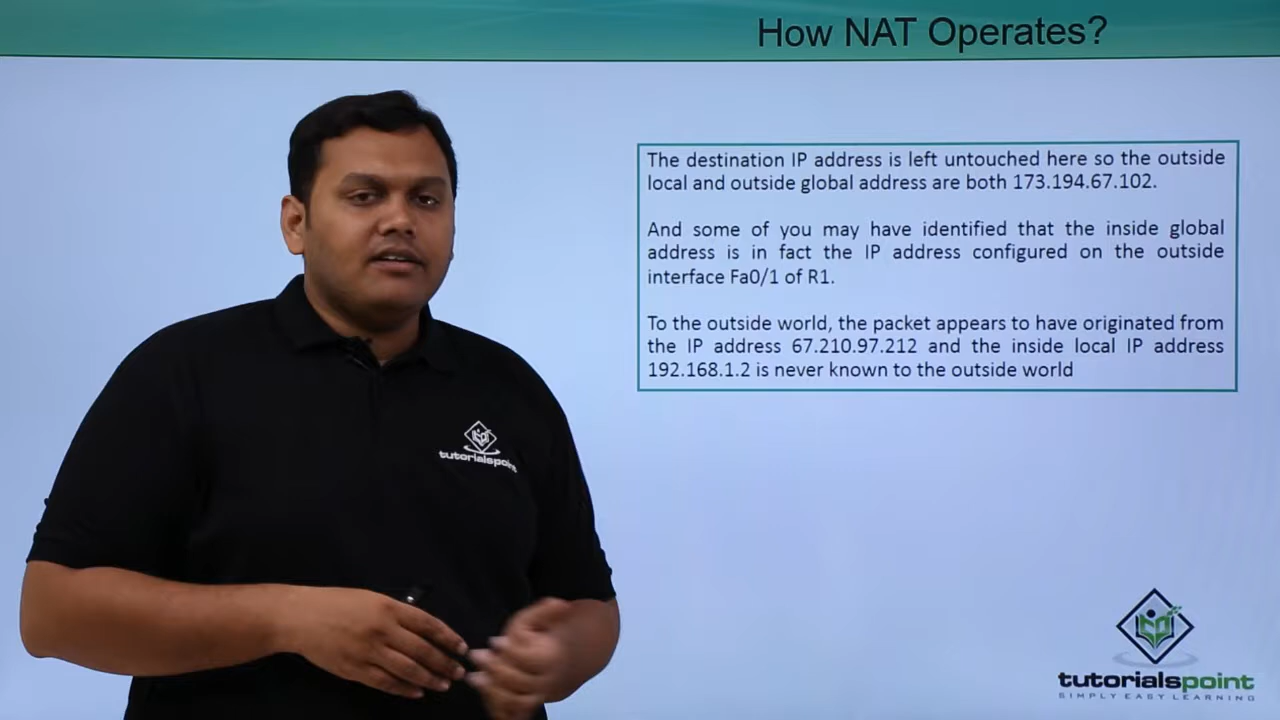 How NAT Operates?
The destination IP address is left untouched here so the outside
local and outside global address are both 173.194.67.102.
And some of you may have identified that the inside global
address is in fact the IP address configured on the outside
interface Fa0/1 of R1.
To the outside world, the packet appears to have originated from
the IP address 67.210.97.212 and the inside local IP address
192.168.1.2 is never known to the outside world
tutorialspoint
tutorialspoint
SIMPLY EASY LEARNING